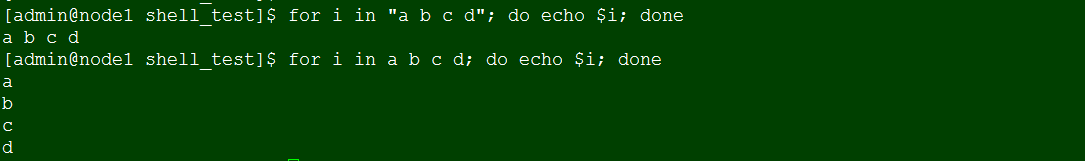 [admin@node1 shell_test]$ for i in "a b c d"; do echo $i; done
a b c d
[admin@node1 shell_test]$ for i in a b c d; do echo $i; done
a
b
c
d